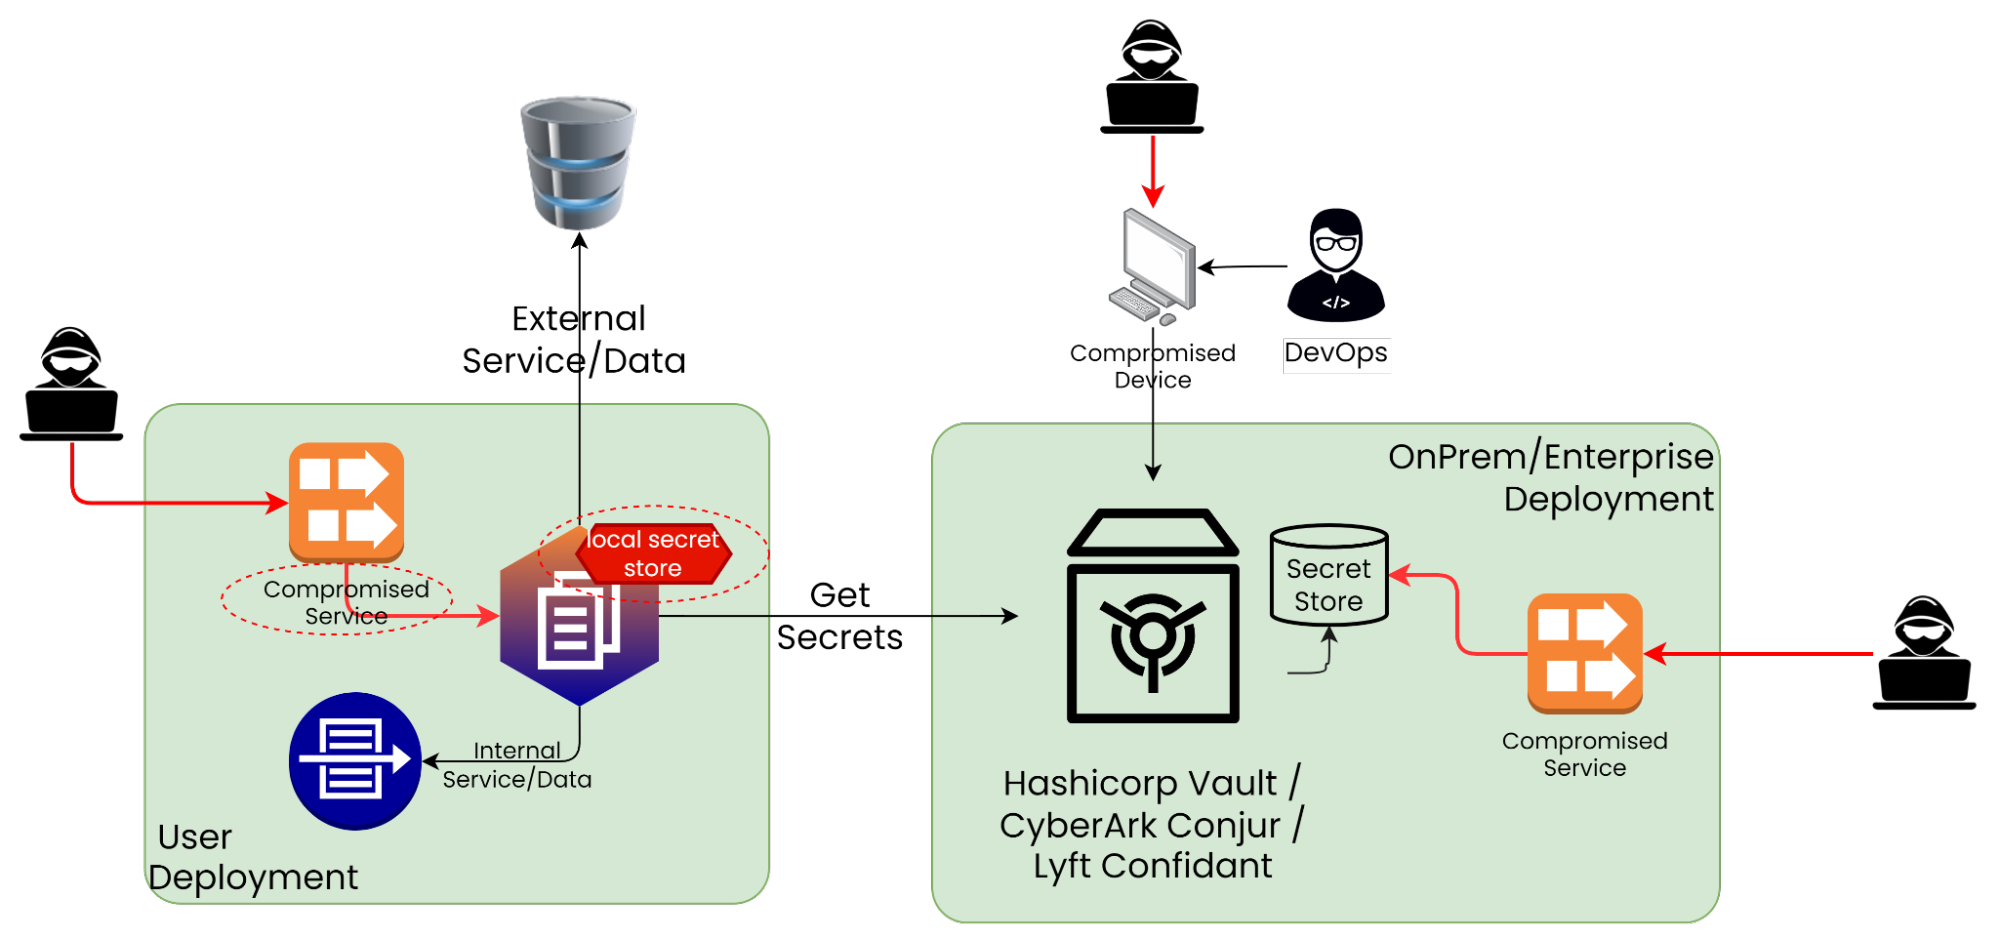 External
Service/Data
Compromised
Device
DevOps
</>
OnPrem/Enterprise
Deployment
local secret
store
Compromised
Service
Get
Secrets
Secret
Store
Internal
Service/Data
Compromised
Service
Hashicorp Vault /
CyberArk Conjur /
Lyft Confidant
User
Deployment